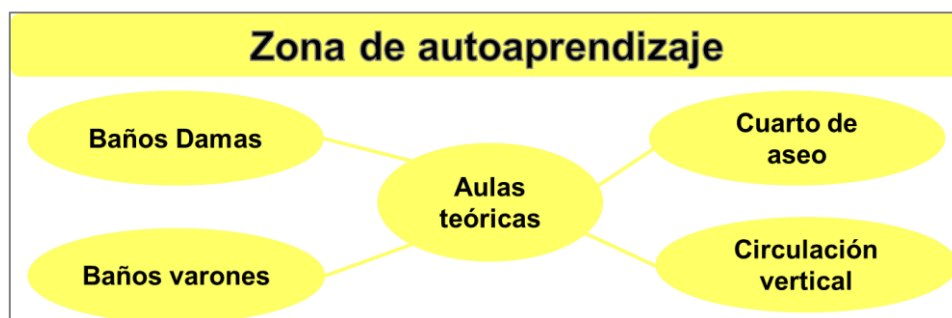 Zona de autoaprendizaje
Baños Damas
Cuarto de
aseo
Aulas
teóricas
Baños varones
Circulación
vertical